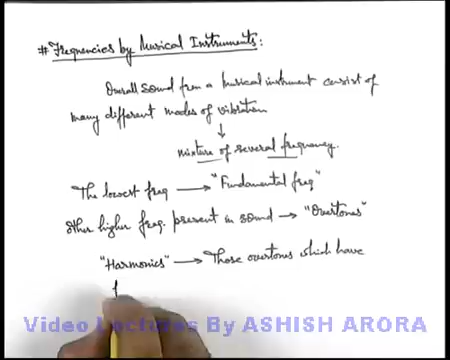 # Frequencies by Musical Instruments:
Overall sound from a Musical instrument consist of
many different modes of vibration
↓
mixture of several frequency.
The lowest freq → "Fundamental freq"
Other higher freq. present in sound → "Overtones"
"Harmonics" → Those overtones which have
f
Video Lectures By ASHISH ARORA